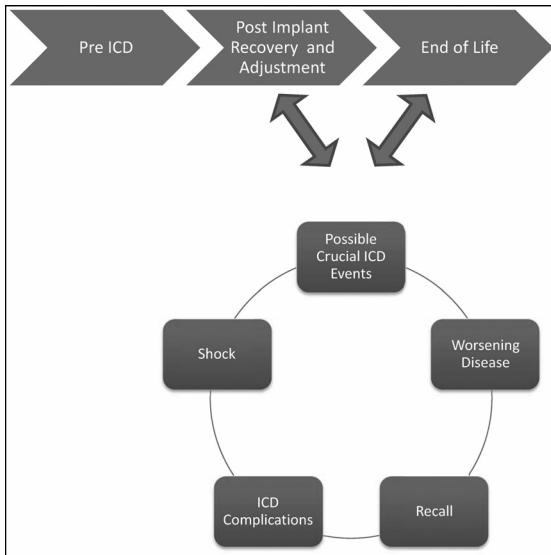 Pre ICD
Post Implant
Recovery and
Adjustment
End of Life
Possible
Crucial ICD
Events
Shock
Worsening
Disease
ICD
Complications
Recall